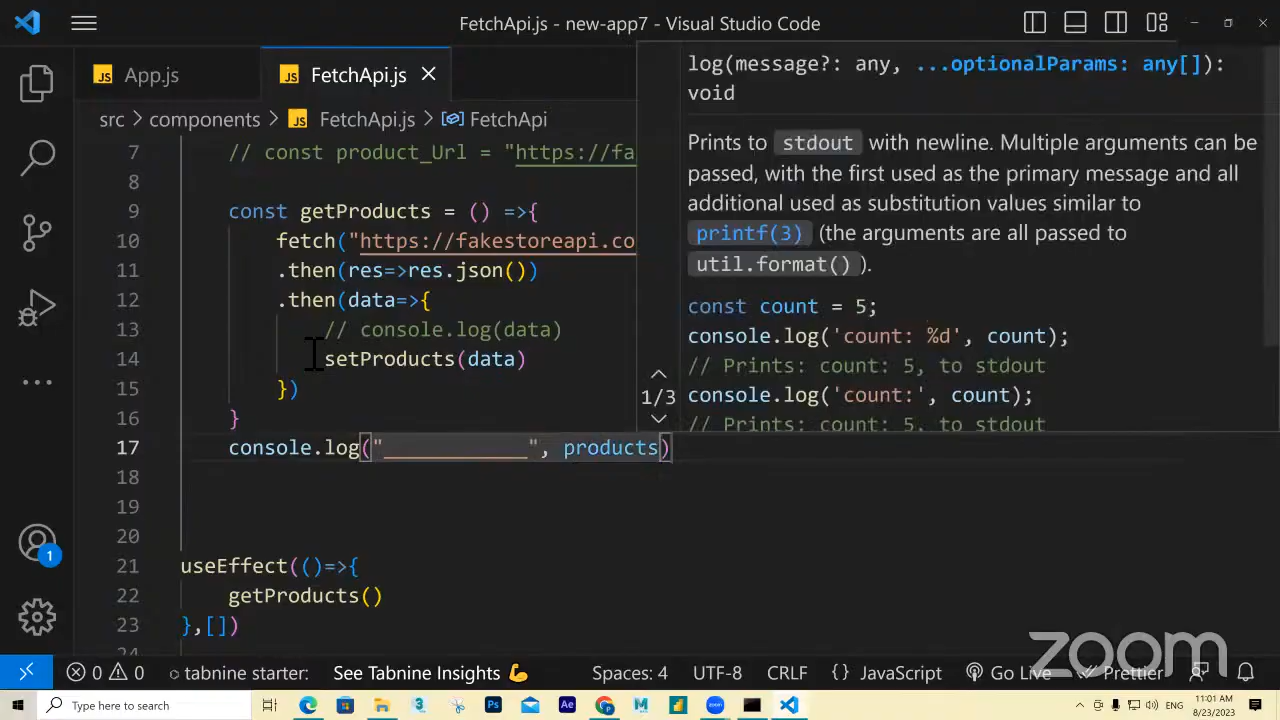 FetchApi.js - new-app7 - Visual Studio Code
JS App.js
JS FetchApi.js
src > components > JS FetchApi.js > FetchApi
7 // const product_Url = "https://fa
8
9 const getProducts = () =>{
10 fetch("https://fakestoreapi.co
11 .then(res=>res.json())
12 .then(data=>{
13 // console.log(data)
14 setProducts(data)
15 })
16 }
17 console.log("____________", products)
18
19
20
21 useEffect(()=>{
22 getProducts()
23 },[])
24
log(message?: any, ...optionalParams: any[]):
void
Prints to stdout with newline. Multiple arguments can be
passed, with the first used as the primary message and all
additional used as substitution values similar to
printf(3) (the arguments are all passed to
util.format() ).
1/3
const count = 5;
console.log('count: %d', count);
// Prints: count: 5, to stdout
console.log('count:', count);
// Prints: count: 5, to stdout
1
zoom
0 0 tabnine starter: See Tabnine Insights Spaces: 4 UTF-8 CRLF {} JavaScript Go Live Prettier
Type here to search
Ps
Ae
M
zoom
11:01 AM
8/23/2023